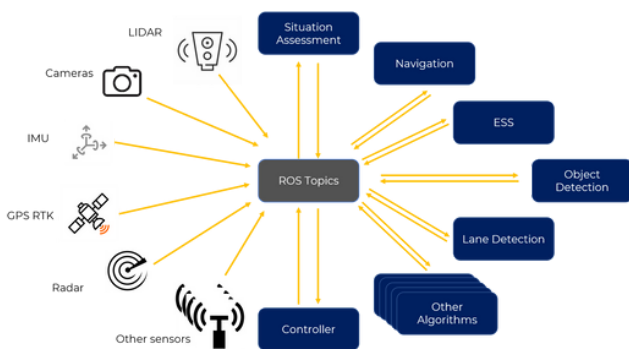 LIDAR
Situation
Assessment
Cameras
Navigation
IMU
ESS
ROS Topics
Object
Detection
GPS RTK
Lane Detection
Radar
Other
Algorithms
Other sensors
Controller